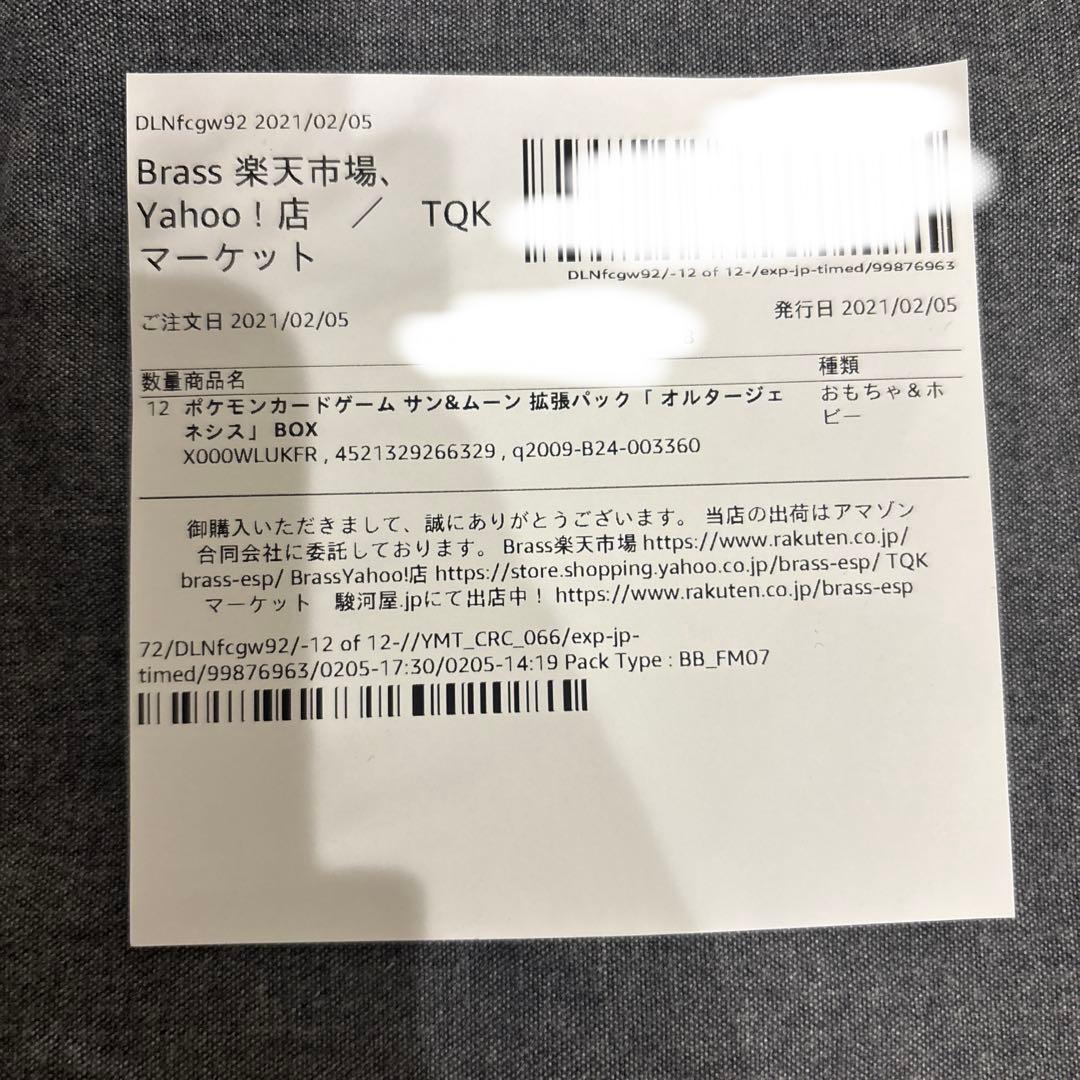 DLNfcgw92 2021/02/05
Brass 楽天市場、
Yahoo！店　／　TQK
マーケット
DLNfcgw92/-12 of 12-/exp-jp-timed/99876963
ご注文日 2021/02/05
発行日 2021/02/05
数量 商品名 種類
12 ポケモンカードゲーム サン&ムーン 拡張パック「 オルタージェ
ネシス」 BOX
X000WLUKFR , 4521329266329 , q2009-B24-003360
おもちゃ＆ホ
ビー
御購入いただきまして、誠にありがとうございます。 当店の出荷はアマゾン
合同会社に委託しております。 Brass楽天市場 https://www.rakuten.co.jp/
brass-esp/ BrassYahoo!店 https://store.shopping.yahoo.co.jp/brass-esp/ TQK
マーケット　駿河屋.jpにて出店中！ https://www.rakuten.co.jp/brass-esp
72/DLNfcgw92/-12 of 12-//YMT_CRC_066/exp-jp-
timed/99876963/0205-17:30/0205-14:19 Pack Type : BB_FM07